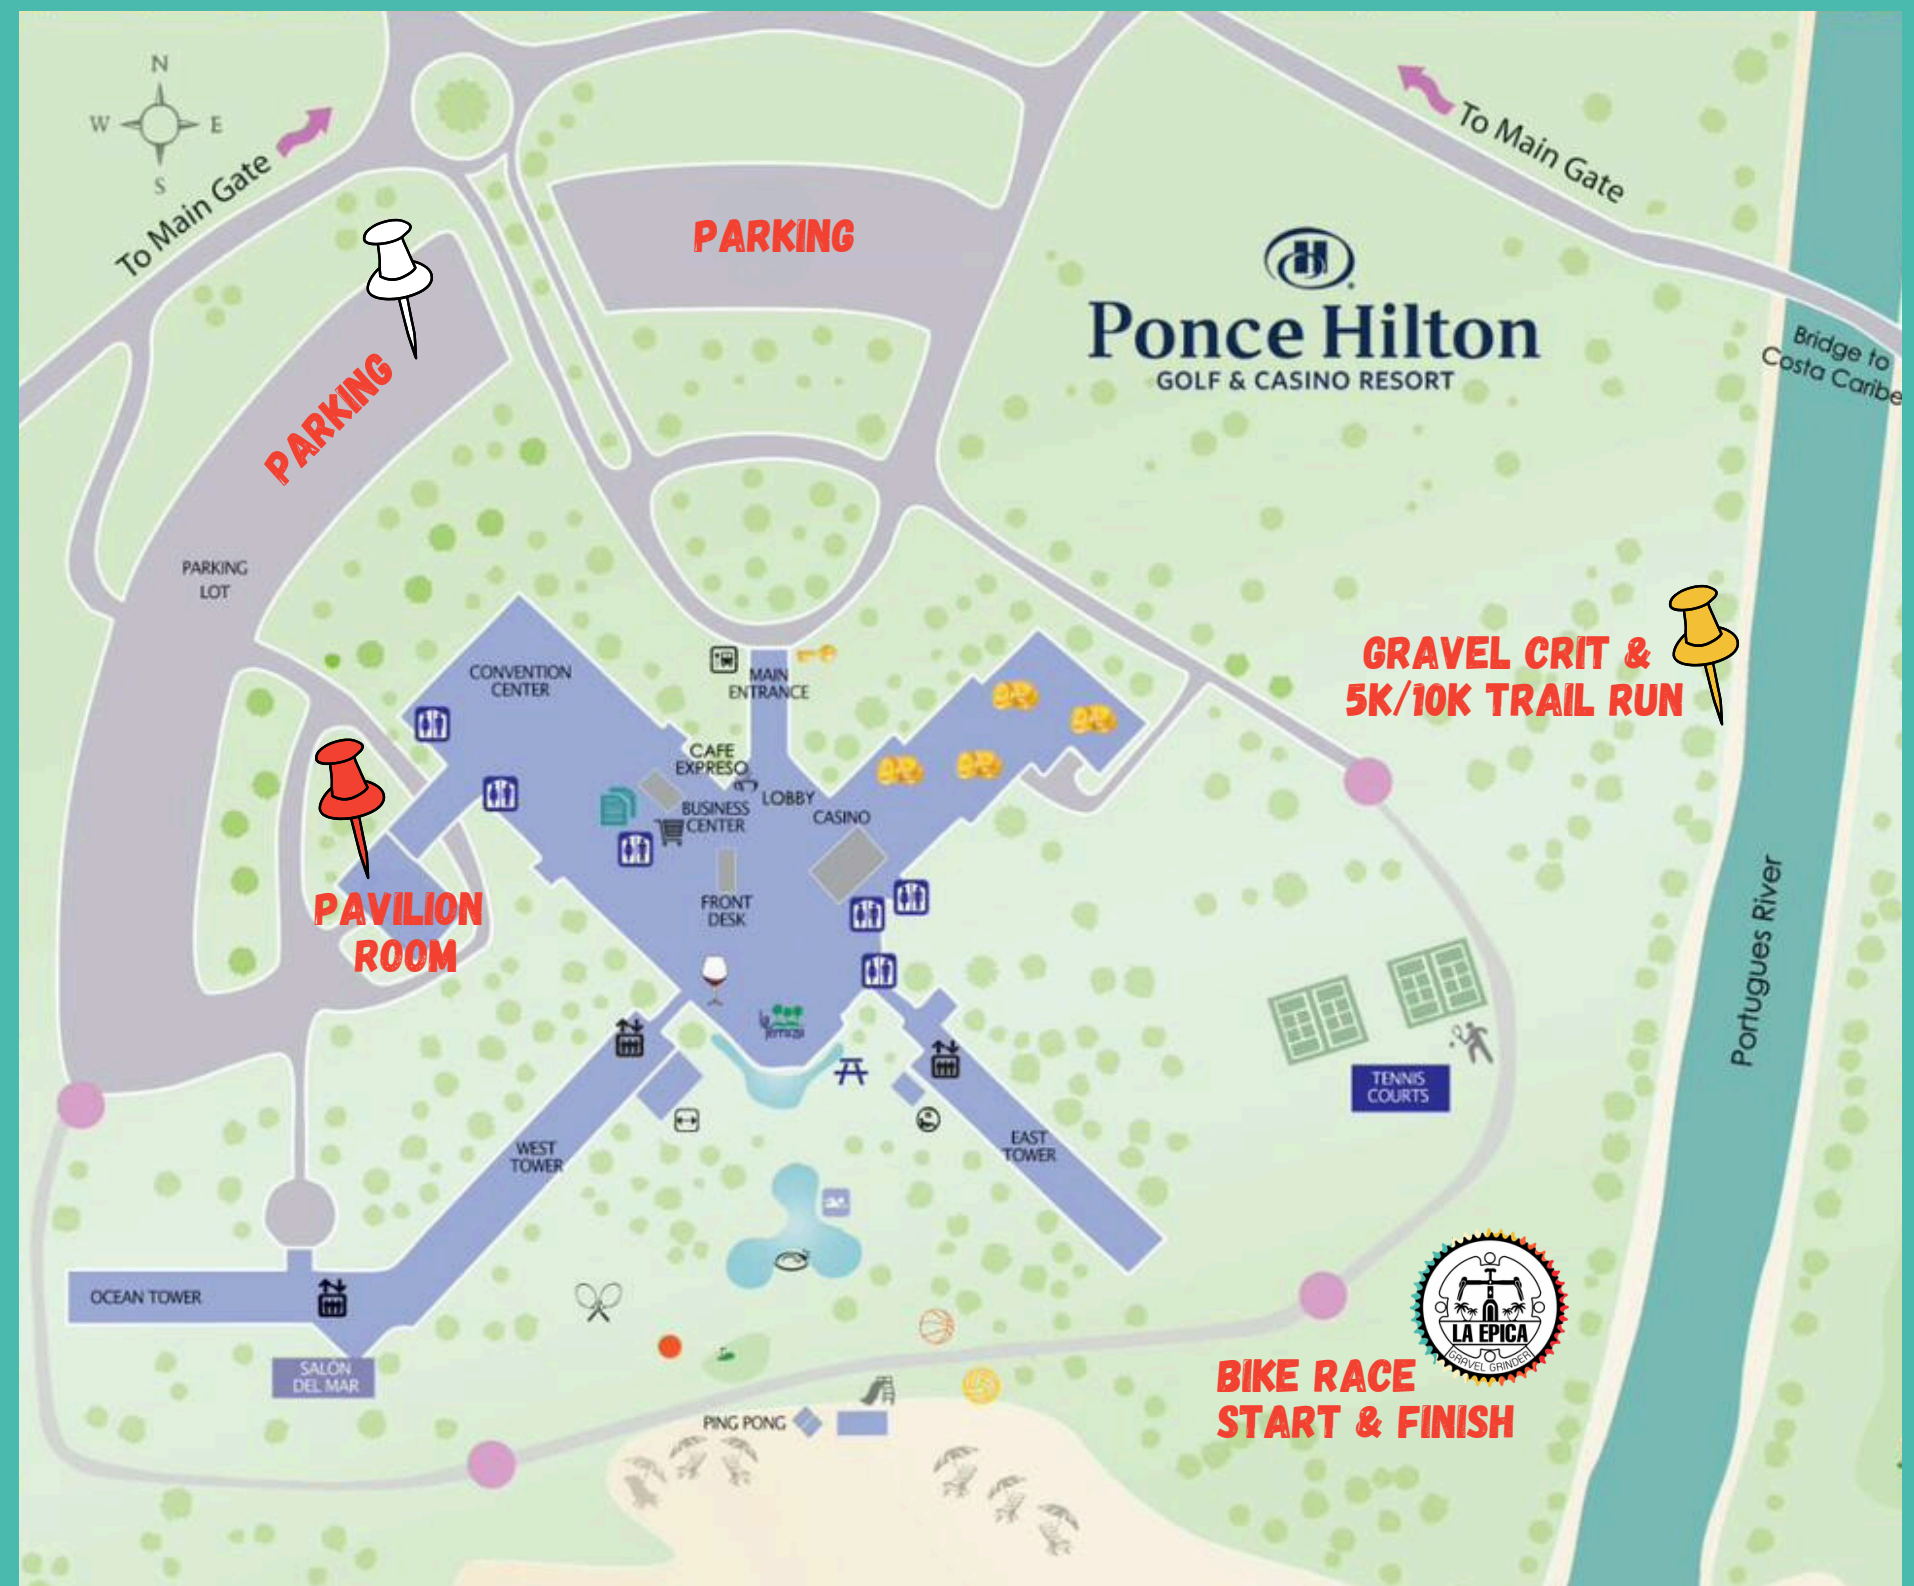 N
W
E
S
To Main Gate
To Main Gate
PARKING
PARKING
H
Ponce Hilton
GOLF & CASINO RESORT
Bridge to
Costa Caribe
PARKING
LOT
CONVENTION
CENTER
MAIN
ENTRANCE
GRAVEL CRIT &
5K/10K TRAIL RUN
CAFE
EXPRESO
LOBBY
BUSINESS
CENTER
CASINO
PAVILION
ROOM
FRONT
DESK
Portugues River
La Terraza
TENNIS
COURTS
WEST
TOWER
EAST
TOWER
OCEAN TOWER
SALÓN
DEL MAR
LA EPICA
GRAVEL GRINDER
BIKE RACE
START & FINISH
PING PONG